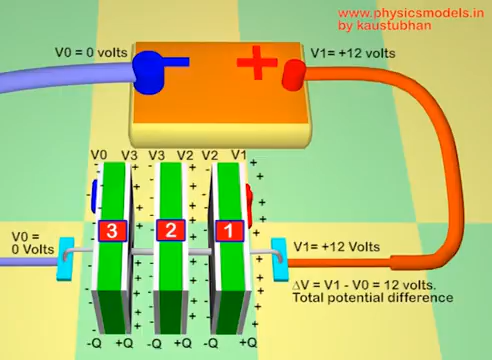 www.physicsmodels.in
by kaustubhan
V0 = 0 volts
V1= +12 volts
V0 V3 V3 V2 V2 V1
3 2 1
V0 =
0 Volts
V1= +12 Volts
ΔV = V1 - V0 = 12 volts.
Total potential difference
-Q +Q -Q +Q -Q +Q